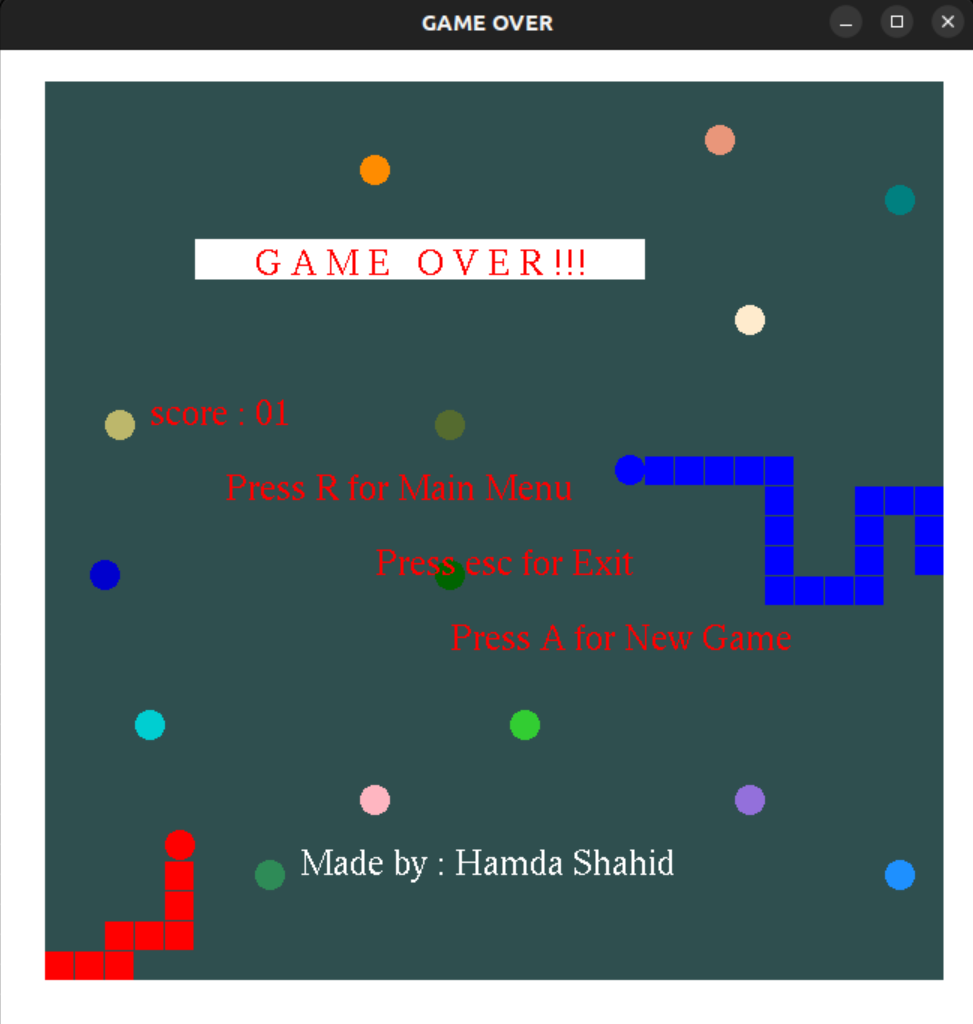 GAME OVER
G A M E  O V E R !!!
score : 01
Press R for Main Menu
Press esc for Exit
Press A for New Game
Made by : Hamda Shahid